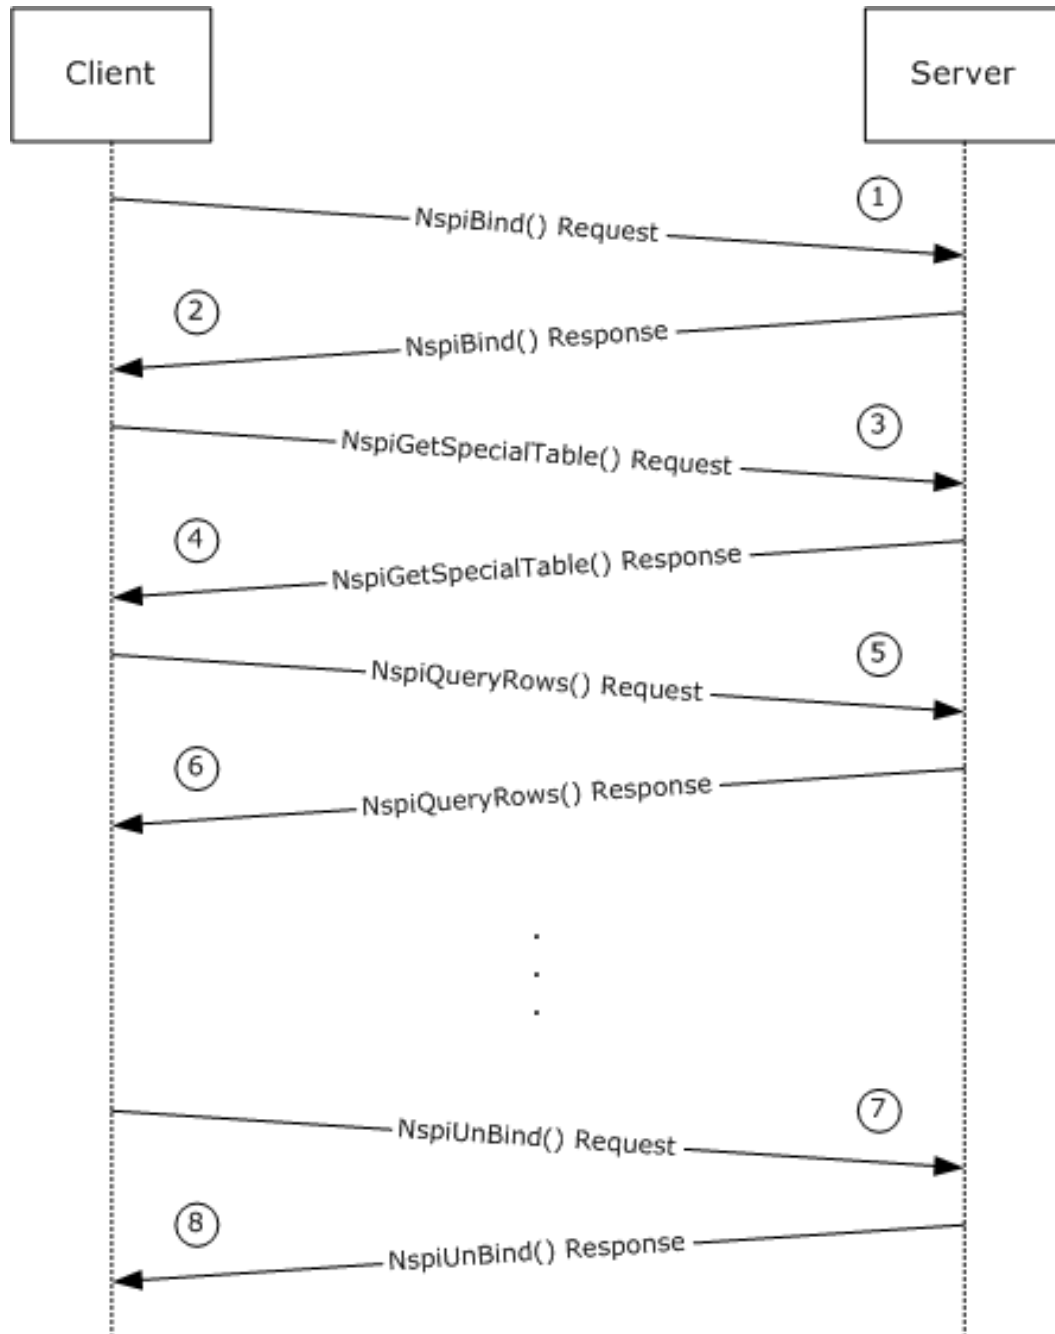 Client
Server
1
NspiBind() Request
2
NspiBind() Response
3
NspiGetSpecialTable() Request
4
NspiGetSpecialTable() Response
5
NspiQueryRows() Request
6
NspiQueryRows() Response
.
.
.
7
NspiUnBind() Request
8
NspiUnBind() Response